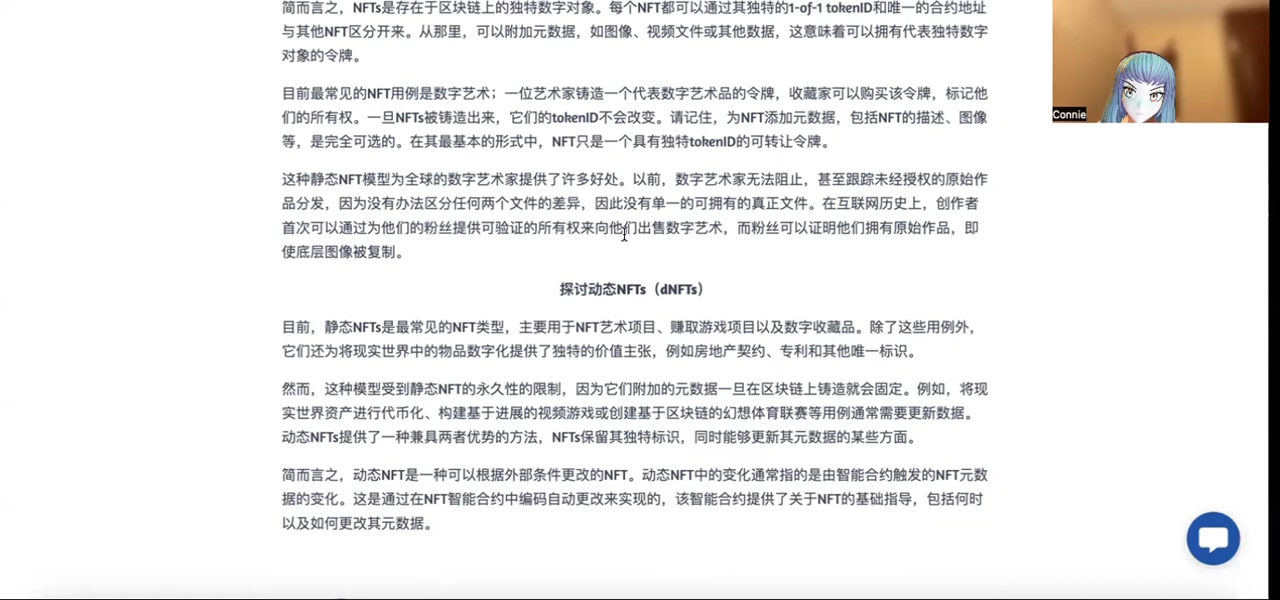 简而言之，NFTs是存在于区块链上的独特数字对象。每个NFT都可以通过其独特的1-of-1 tokenID和唯一的合约地址
与其他NFT区分开来。从那里，可以附加元数据，如图像、视频文件或其他数据，这意味着可以拥有代表独特数字
对象的令牌。
Connie
目前最常见的NFT用例是数字艺术；一位艺术家铸造一个代表数字艺术品的令牌，收藏家可以购买该令牌，标记他
们的所有权。一旦NFTs被铸造出来，它们的tokenID不会改变。请记住，为NFT添加元数据，包括NFT的描述、图像
等，是完全可选的。在其最基本的形式中，NFT只是一个具有独特tokenID的可转让令牌。
这种静态NFT模型为全球的数字艺术家提供了许多好处。以前，数字艺术家无法阻止，甚至跟踪未经授权的原始作
品分发，因为没有办法区分任何两个文件的差异，因此没有单一的可拥有的真正文件。在互联网历史上，创作者
首次可以通过为他们的粉丝提供可验证的所有权来向他们出售数字艺术，而粉丝可以证明他们拥有原始作品，即
使底层图像被复制。
探讨动态NFTs（dNFTs）
目前，静态NFTs是最常见的NFT类型，主要用于NFT艺术项目、赚取游戏项目以及数字收藏品。除了这些用例外，
它们还为将现实世界中的物品数字化提供了独特的价值主张，例如房地产契约、专利和其他唯一标识。
然而，这种模型受到静态NFT的永久性的限制，因为它们附加的元数据一旦在区块链上铸造就会固定。例如，将现
实世界资产进行代币化、构建基于进展的视频游戏或创建基于区块链的幻想体育联赛等用例通常需要更新数据。
动态NFTs提供了一种兼具两者优势的方法，NFTs保留其独特标识，同时能够更新其元数据的某些方面。
简而言之，动态NFT是一种可以根据外部条件更改的NFT。动态NFT中的变化通常指的是由智能合约触发的NFT元数
据的变化。这是通过在NFT智能合约中编码自动更改来实现的，该智能合约提供了关于NFT的基础指导，包括何时
以及如何更改其元数据。